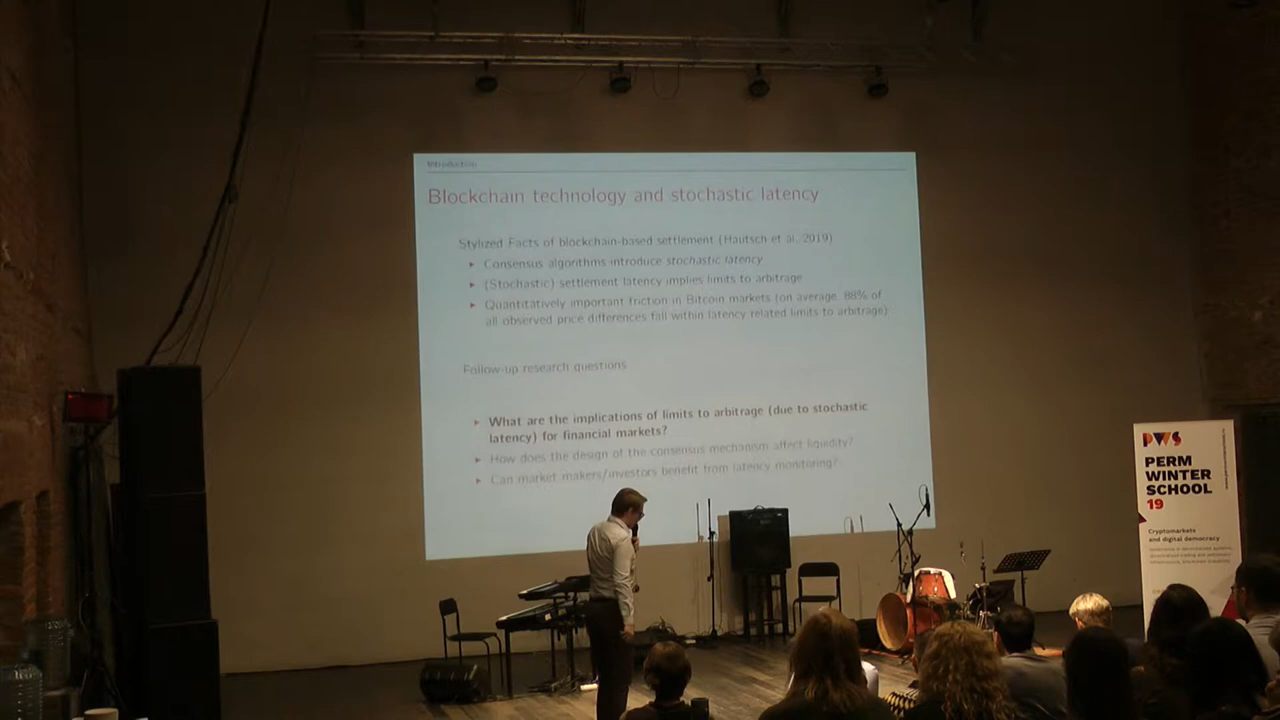 Introduction
Blockchain technology and stochastic latency
Stylized Facts of blockchain-based settlement (Hautsch et al. 2019)
Consensus algorithms introduce stochastic latency
(Stochastic) settlement latency implies limits to arbitrage
Quantitatively important friction in Bitcoin markets (on average, 88% of
all observed price differences fall within latency related limits to arbitrage)
Follow-up research questions
What are the implications of limits to arbitrage (due to stochastic
latency) for financial markets?
How does the design of the consensus mechanism affect liquidity?
Can market makers/investors benefit from latency monitoring?
PWS
PERM
WINTER
SCHOOL
19
Cryptomarkets
and digital democracy